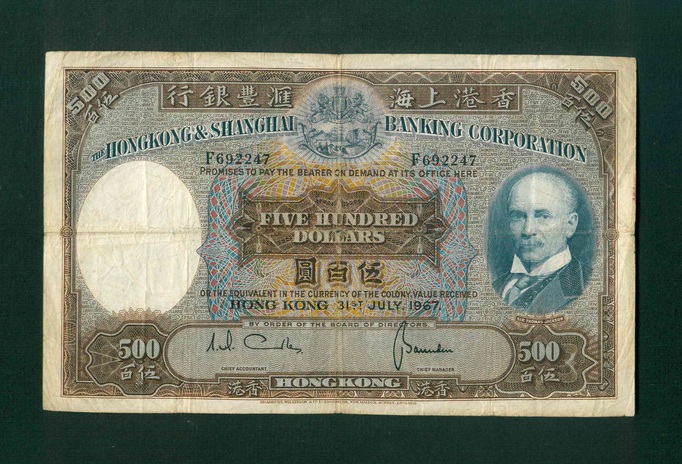 500 500
伍百 百伍
行銀豐滙 海上港香
THE HONGKONG & SHANGHAI BANKING CORPORATION
F692247 F692247
PROMISES TO PAY THE BEARER ON DEMAND AT ITS OFFICE HERE
FIVE HUNDRED
DOLLARS
圓百伍
OR THE EQUIVALENT IN THE CURRENCY OF THE COLONY, VALUE RECEIVED
HONG KONG 31ST JULY, 1967
BY ORDER OF THE BOARD OF DIRECTORS.
500 500
百伍 百伍
CHIEF ACCOUNTANT CHIEF MANAGER
港香 HONGKONG 港香